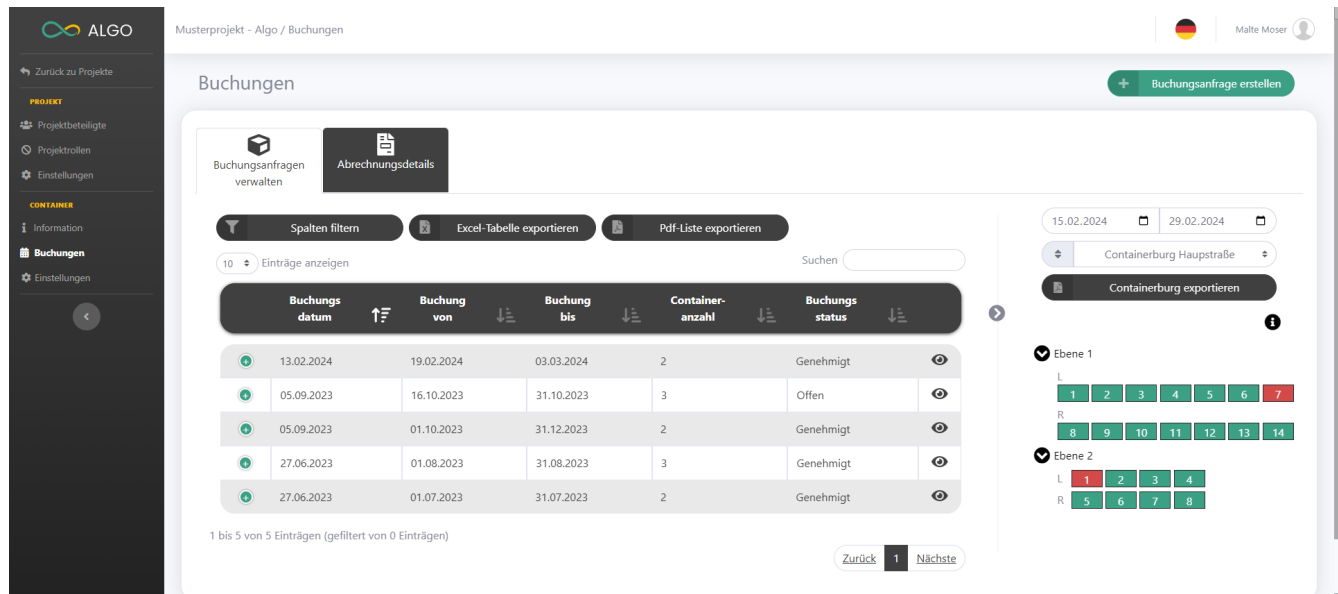 ALGO
Musterprojekt - Algo / Buchungen
Malte Moser
Zurück zu Projekte
PROJEKT
Projektbeteiligte
Projektrollen
Einstellungen
CONTAINER
Information
Buchungen
Einstellungen
Buchungen
Buchungsanfrage erstellen
Buchungsanfragen
verwalten
Abrechnungsdetails
Spalten filtern
Excel-Tabelle exportieren
Pdf-Liste exportieren
10 Einträge anzeigen
Suchen
Buchungs
datum
Buchung
von
Buchung
bis
Container-
anzahl
Buchungs
status
13.02.2024 19.02.2024 03.03.2024 2 Genehmigt
05.09.2023 16.10.2023 31.10.2023 3 Offen
05.09.2023 01.10.2023 31.12.2023 2 Genehmigt
27.06.2023 01.08.2023 31.08.2023 3 Genehmigt
27.06.2023 01.07.2023 31.07.2023 2 Genehmigt
1 bis 5 von 5 Einträgen (gefiltert von 0 Einträgen)
Zurück 1 Nächste
15.02.2024 29.02.2024
Containerburg Haupstraße
Containerburg exportieren
Ebene 1
L
1 2 3 4 5 6 7
R
8 9 10 11 12 13 14
Ebene 2
L 1 2 3 4
R 5 6 7 8